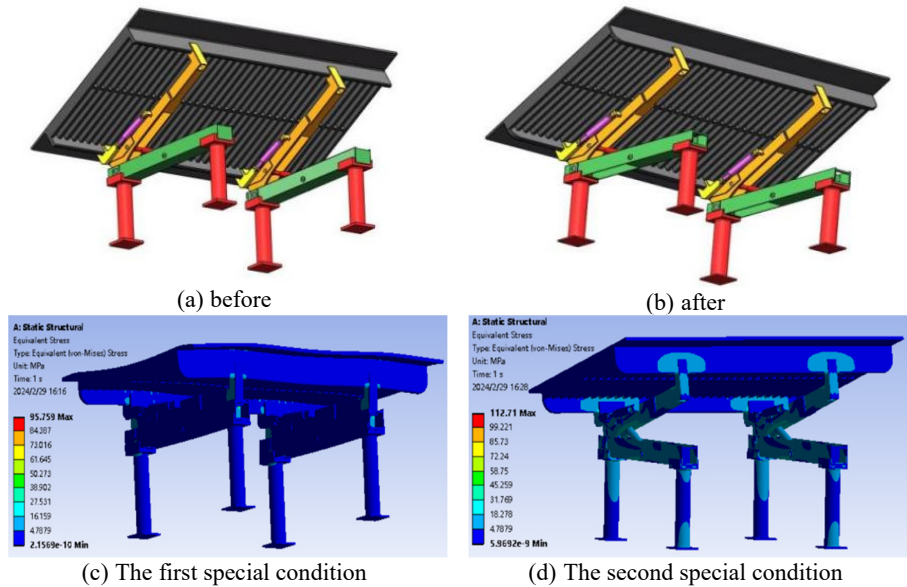 (a) before
(b) after
A: Static Structural
Equivalent Stress
Type: Equivalent (von-Mises) Stress
Unit: MPa
Time: 1 s
2024/2/29 16:16
95.759 Max
84.387
73.016
61.645
50.273
38.902
27.531
16.159
4.7879
2.1569e-10 Min
A: Static Structural
Equivalent Stress
Type: Equivalent (von-Mises) Stress
Unit: MPa
Time: 1 s
2024/2/29 16:28
112.71 Max
99.221
85.73
72.24
58.75
45.259
31.769
18.278
4.7879
5.9692e-9 Min
(c) The first special condition
(d) The second special condition